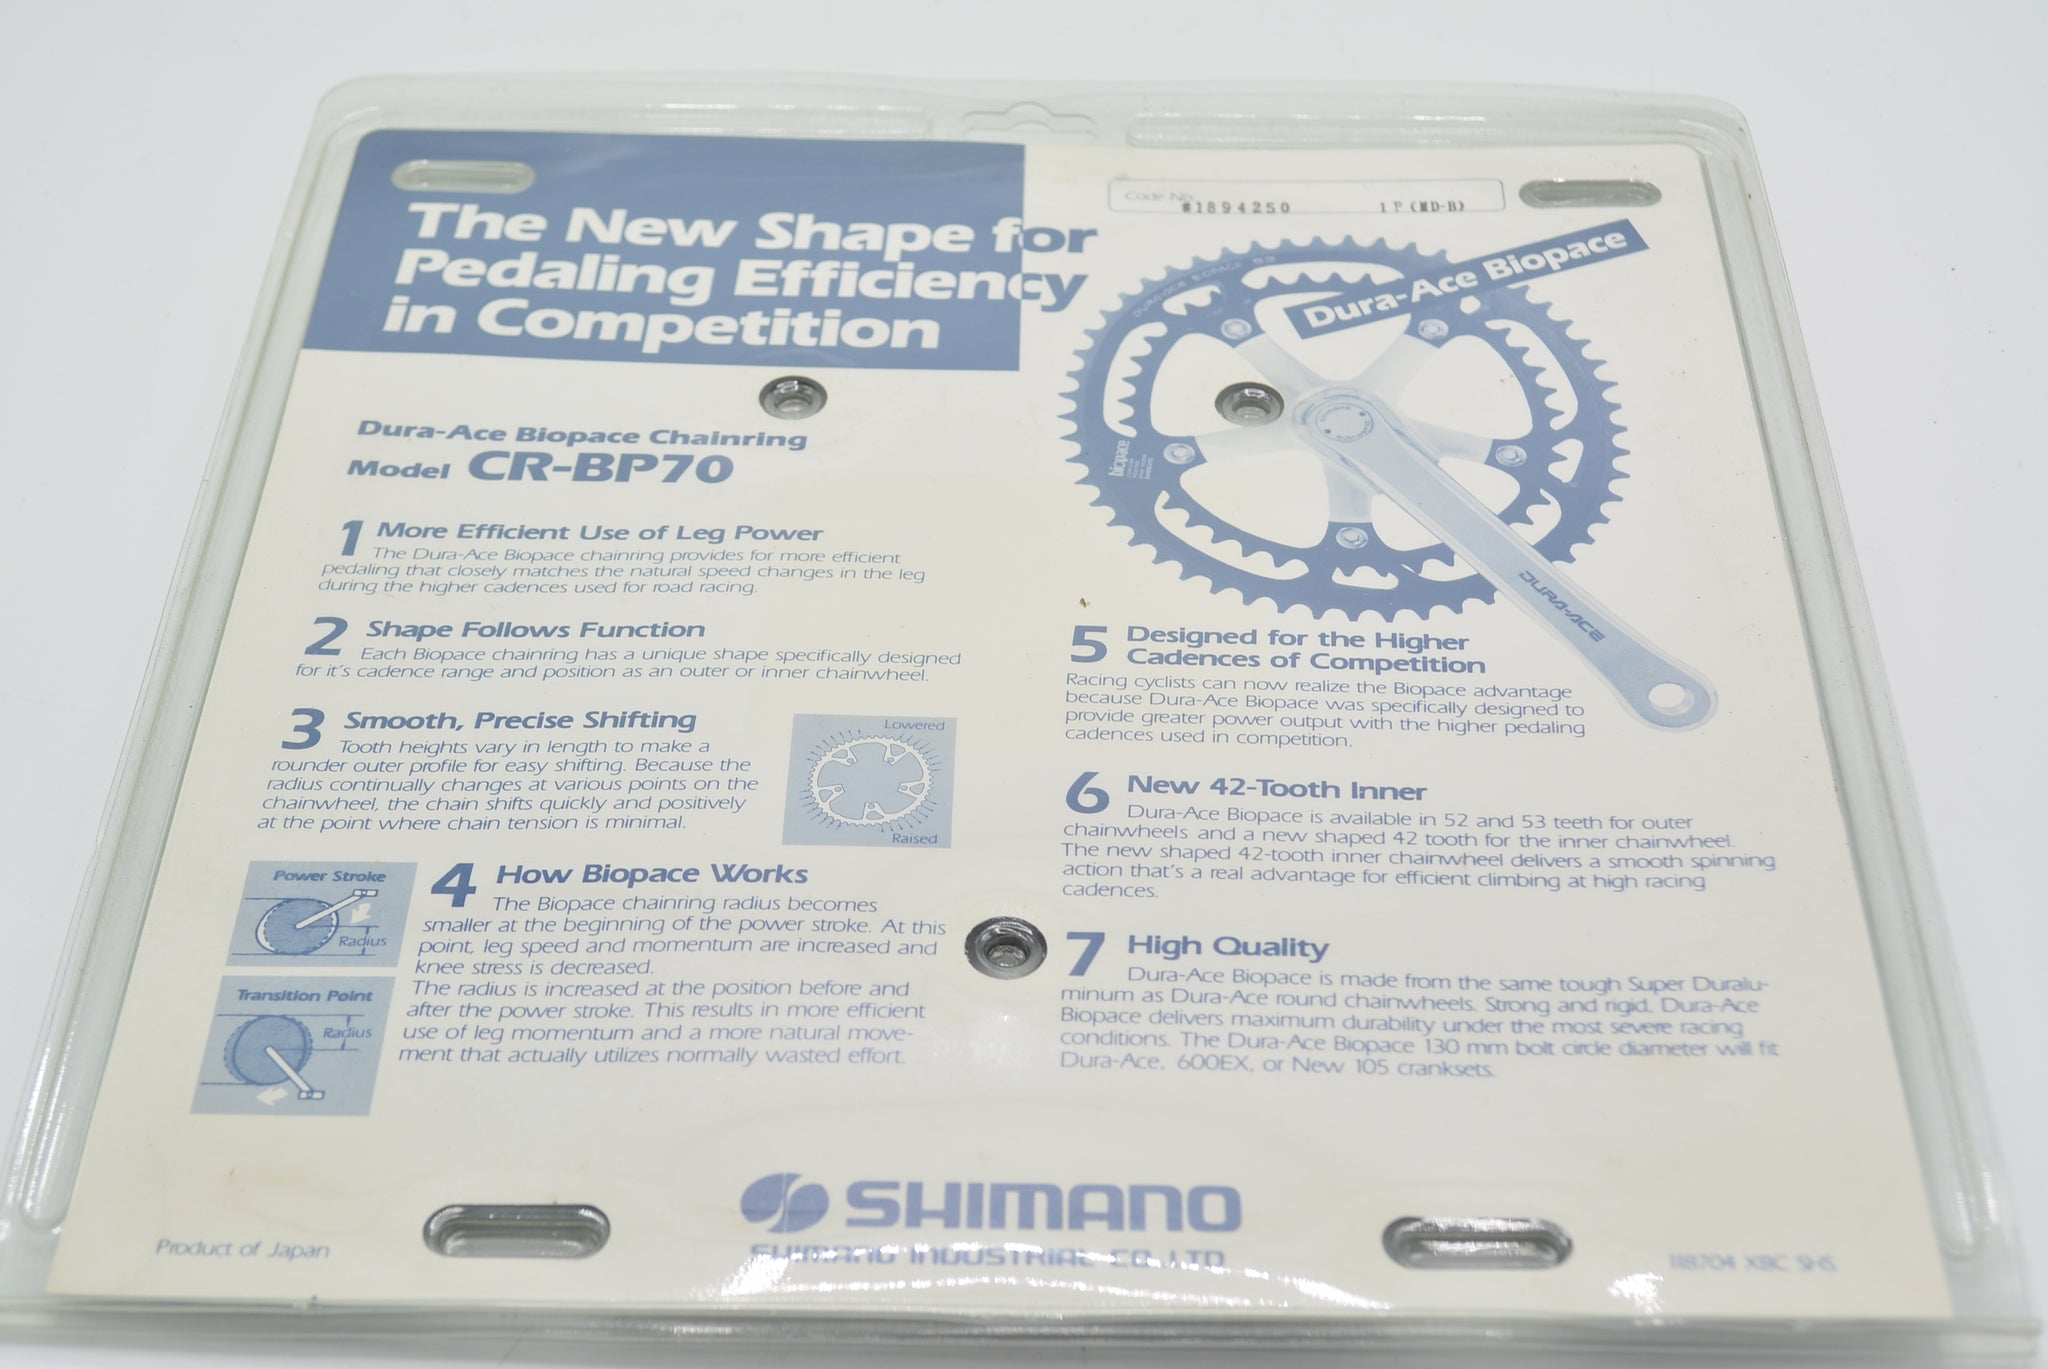 The New Shape for
Pedaling Efficiency
in Competition
Code No.
#1894250 1P (MD-B)
Dura-Ace Biopace
DURA-ACE BIOPACE 53
biopace
SHIMANO
DURA-ACE
Dura-Ace Biopace Chainring
Model CR-BP70
1 More Efficient Use of Leg Power
The Dura-Ace Biopace chainring provides for more efficient
pedaling that closely matches the natural speed changes in the leg
during the higher cadences used for road racing.
2 Shape Follows Function
Each Biopace chainring has a unique shape specifically designed
for it's cadence range and position as an outer or inner chainwheel.
3 Smooth, Precise Shifting
Tooth heights vary in length to make a
rounder outer profile for easy shifting. Because the
radius continually changes at various points on the
chainwheel, the chain shifts quickly and positively
at the point where chain tension is minimal.
Lowered
Raised
Power Stroke
Radius
Transition Point
Radius
4 How Biopace Works
The Biopace chainring radius becomes
smaller at the beginning of the power stroke. At this
point, leg speed and momentum are increased and
knee stress is decreased.
The radius is increased at the position before and
after the power stroke. This results in more efficient
use of leg momentum and a more natural move-
ment that actually utilizes normally wasted effort.
5 Designed for the Higher
Cadences of Competition
Racing cyclists can now realize the Biopace advantage
because Dura-Ace Biopace was specifically designed to
provide greater power output with the higher pedaling
cadences used in competition.
6 New 42-Tooth Inner
Dura-Ace Biopace is available in 52 and 53 teeth for outer
chainwheels and a new shaped 42 tooth for the inner chainwheel.
The new shaped 42-tooth inner chainwheel delivers a smooth spinning
action that's a real advantage for efficient climbing at high racing
cadences.
7 High Quality
Dura-Ace Biopace is made from the same tough Super Duralu-
minum as Dura-Ace round chainwheels. Strong and rigid, Dura-Ace
Biopace delivers maximum durability under the most severe racing
conditions. The Dura-Ace Biopace 130 mm bolt circle diameter will fit
Dura-Ace, 600EX, or New 105 cranksets.
SHIMANO
SHIMANO INDUSTRIAL CO.,LTD.
Product of Japan